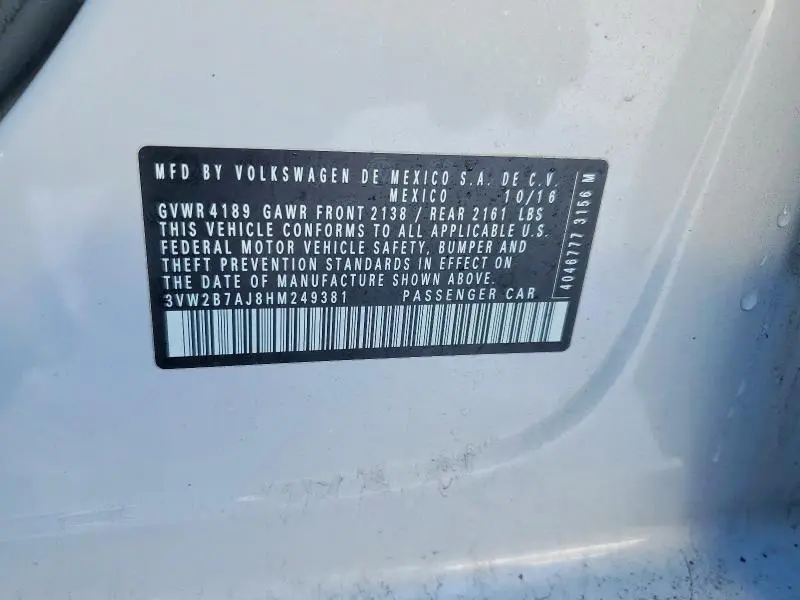 MFD BY VOLKSWAGEN DE MEXICO S.A. DE C.V.
MEXICO 10/16
GVWR 4189 GAWR FRONT 2138 / REAR 2161 LBS
THIS VEHICLE CONFORMS TO ALL APPLICABLE U.S.
FEDERAL MOTOR VEHICLE SAFETY, BUMPER AND
THEFT PREVENTION STANDARDS IN EFFECT ON
THE DATE OF MANUFACTURE SHOWN ABOVE.
3VW2B7AJ8HM249381 PASSENGER CAR
4046777 3156 M